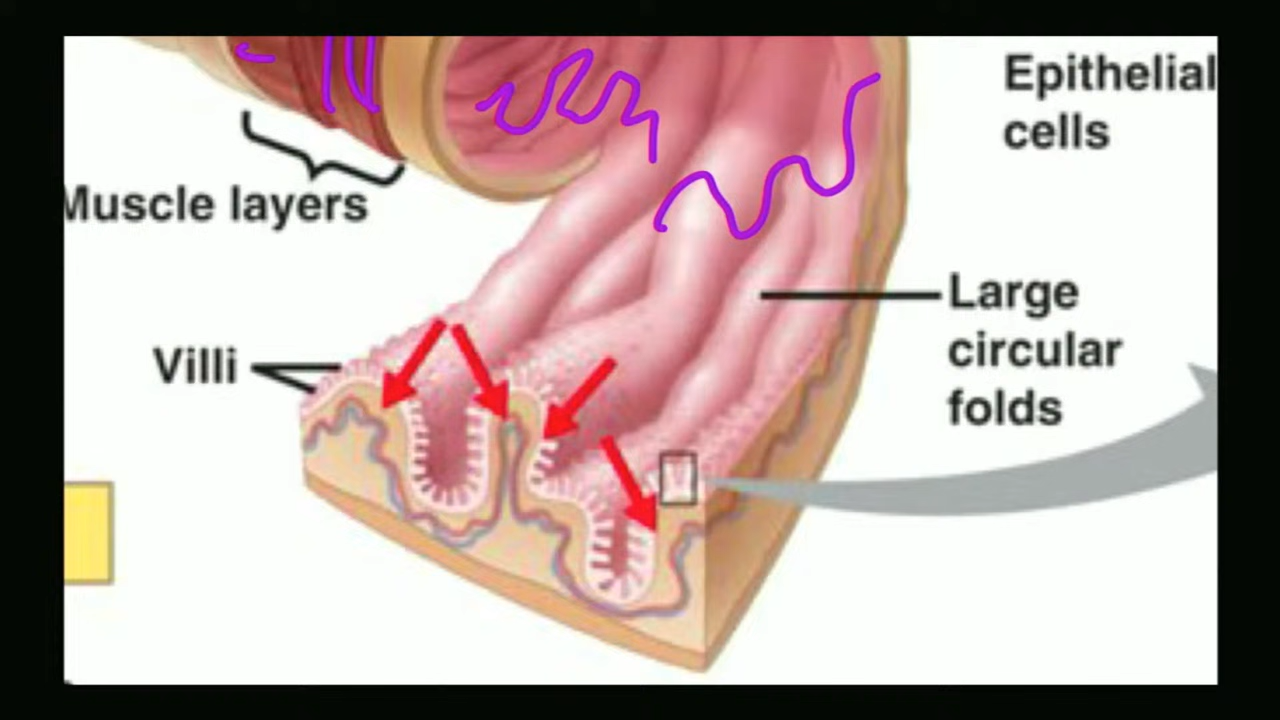 Epithelial
cells
Muscle layers
Large
circular
folds
Villi